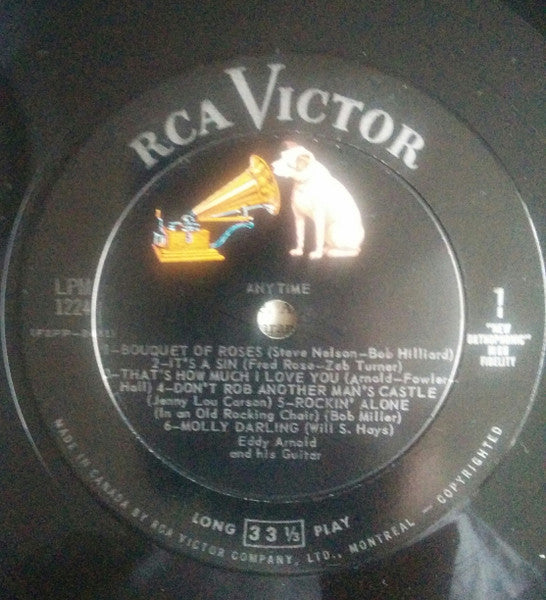 RCA VICTOR
ANYTIME
LPM
1
"NEW
ORTHOPHONIC"
HIGH
FIDELITY
1-BOUQUET OF ROSES (Steve Nelson-Bob Hilliard)
2-IT'S A SIN (Fred Rose-Zeb Turner)
-THAT'S HOW MUCH I LOVE YOU (Arnold-Fowler-
Hall) 4-DON'T ROB ANOTHER MAN'S CASTLE
(Jenny Lou Carson) 5-ROCKIN' ALONE
(In an Old Rocking Chair) (Bob Miller)
6-MOLLY DARLING (Will S. Hays)
Eddy Arnold
and his Guitar
LONG 33⅓ PLAY
MADE IN CANADA BY RCA VICTOR COMPANY, LTD., MONTREAL - COPYRIGHTED